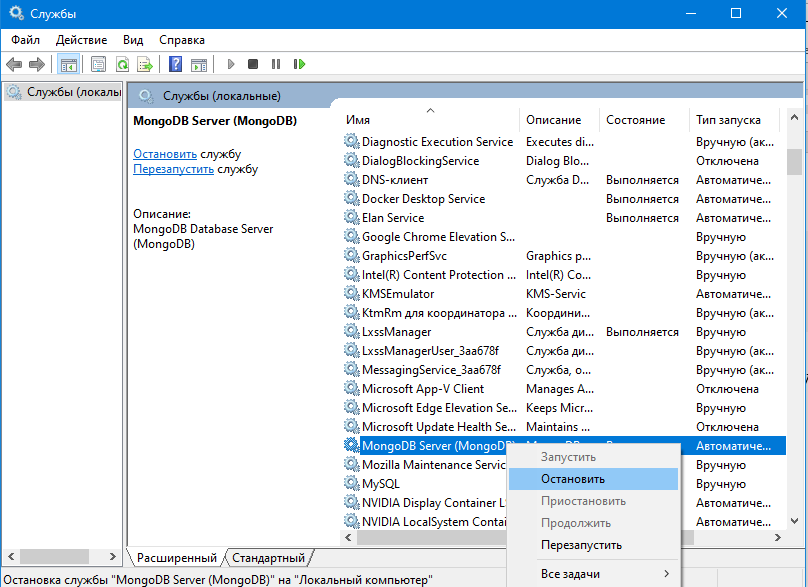 Службы
Файл Действие Вид Справка
Службы (локаль
Службы (локальные)
MongoDB Server (MongoDB)
Остановить службу
Перезапустить службу
Описание:
MongoDB Database Server
(MongoDB)
Имя Описание Состояние Тип запуска
Diagnostic Execution Service Executes di... Вручную (ак...
DialogBlockingService Dialog Blo... Отключена
DNS-клиент Служба D... Выполняется Автоматиче...
Docker Desktop Service Выполняется Автоматиче...
Elan Service Выполняется Автоматиче...
Google Chrome Elevation S... Вручную
GraphicsPerfSvc Graphics p... Вручную (ак...
Intel(R) Content Protection ... Intel(R) Co... Вручную
KMSEmulator KMS-Servic Автоматиче...
KtmRm для координатора ... Координи... Вручную (ак...
LxssManager Служба ди... Выполняется Вручную
LxssManagerUser_3aa678f Служба ди... Вручную (ак...
MessagingService_3aa678f Служба, о... Вручную (ак...
Microsoft App-V Client Manages A... Отключена
Microsoft Edge Elevation Se... Keeps Micr... Вручную
Microsoft Update Health Se... Maintains ... Отключена
MongoDB Server (MongoDB) Автоматиче...
Mozilla Maintenance Servic Вручную
MySQL Вручную
NVIDIA Display Container L Автоматиче...
NVIDIA LocalSystem Contai Автоматиче...
Запустить
Остановить
Приостановить
Продолжить
Перезапустить
Все задачи
Расширенный Стандартный
Остановка службы "MongoDB Server (MongoDB)" на "Локальный компьютер"